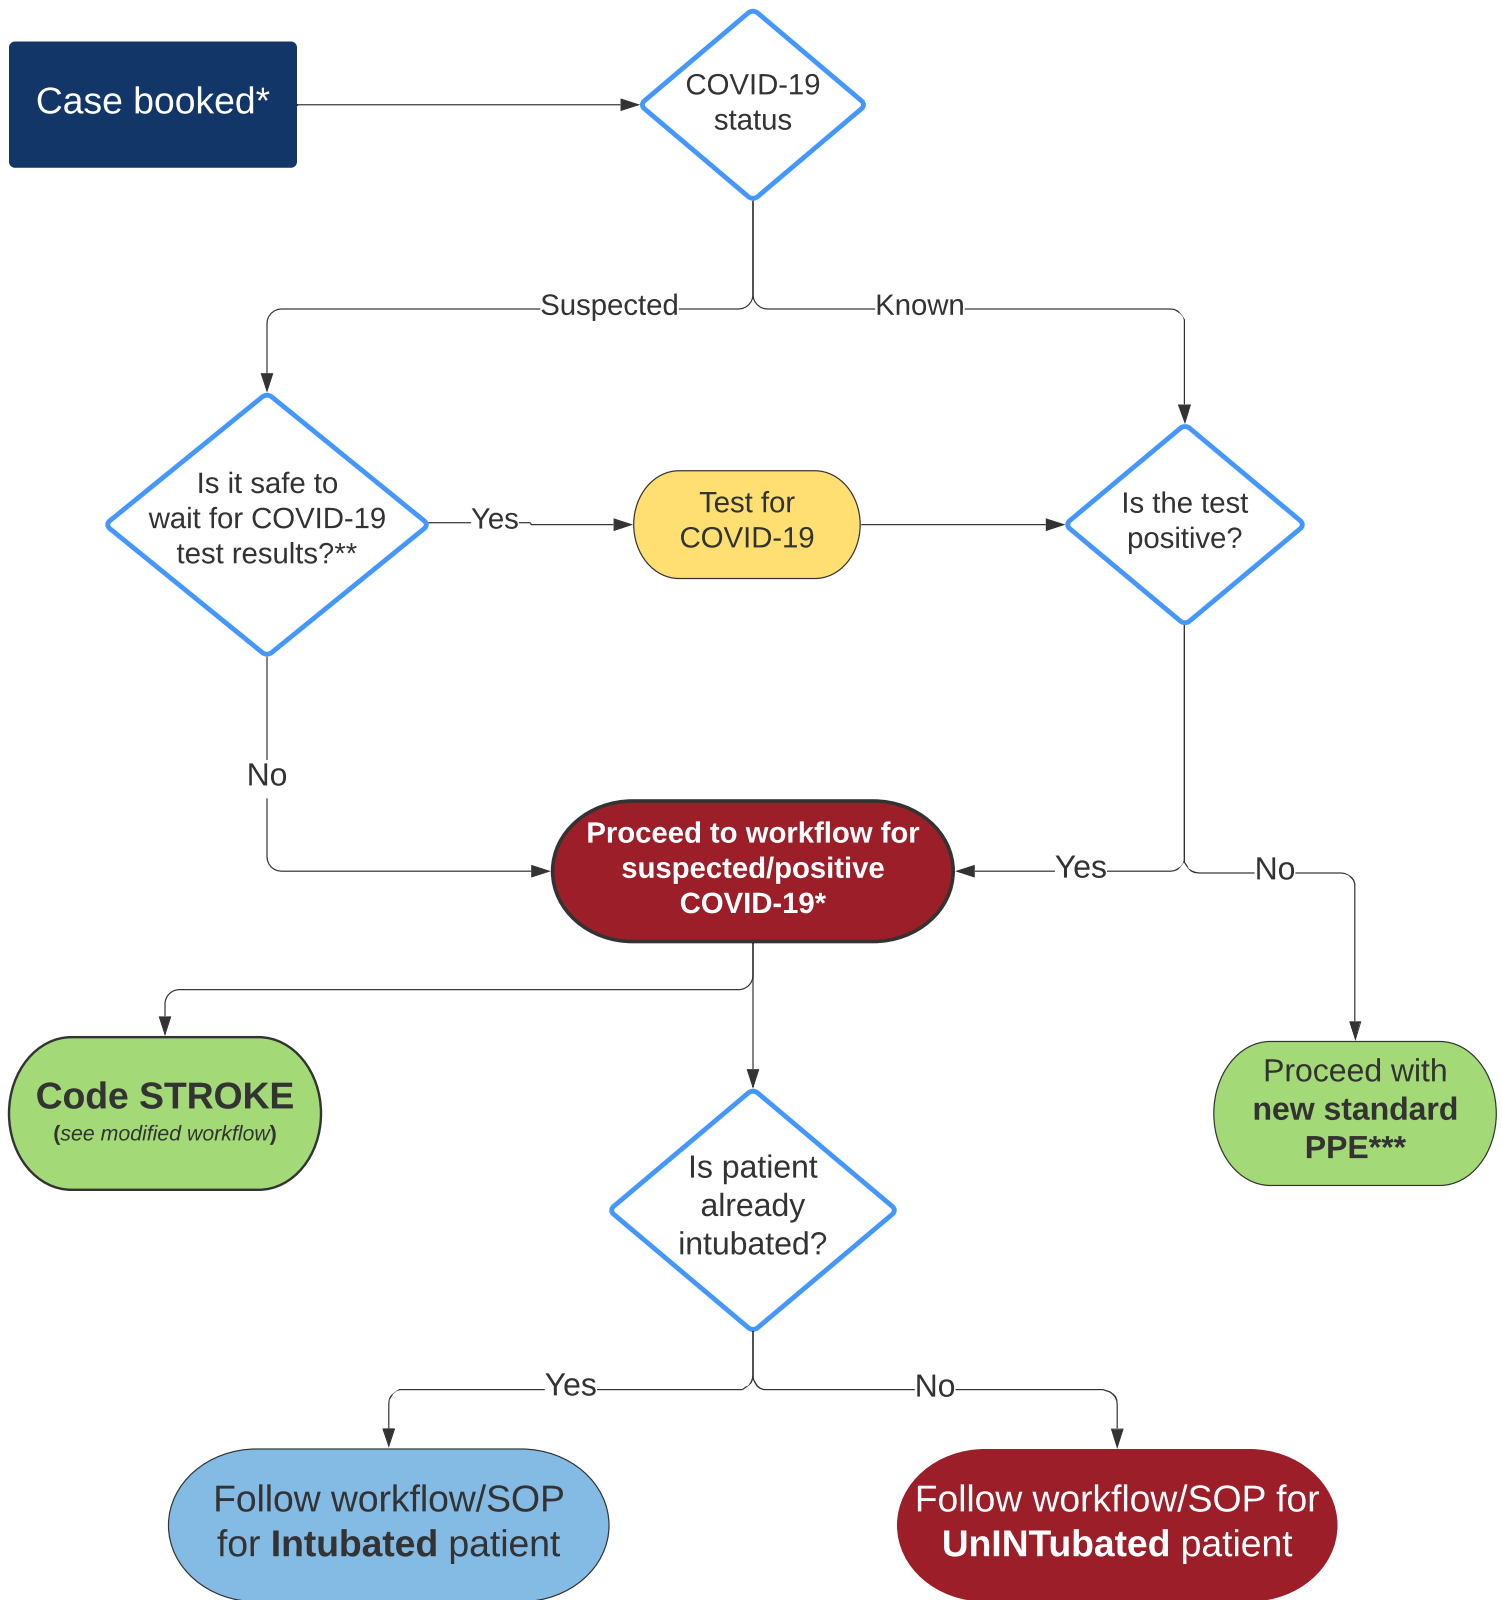 Case booked*
COVID-19
status
Suspected
Known
Is it safe to
wait for COVID-19
test results?**
Yes
Test for
COVID-19
Is the test
positive?
No
Proceed to workflow for
suspected/positive
COVID-19*
Yes
No
Code STROKE
(see modified workflow)
Proceed with
new standard
PPE***
Is patient
already
intubated?
Yes
No
Follow workflow/SOP
for Intubated patient
Follow workflow/SOP for
UnINTubated patient